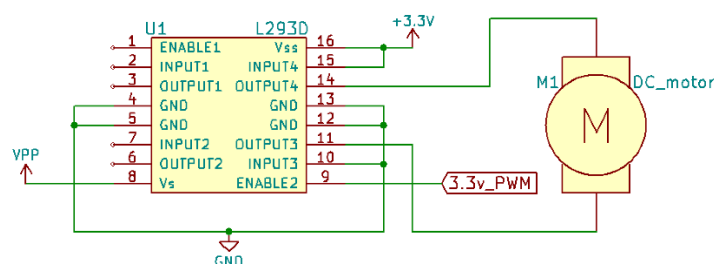 U1 L293D
+3.3V
1 ENABLE1 Vss 16
2 INPUT1 INPUT4 15
3 OUTPUT1 OUTPUT4 14
4 GND GND 13
5 GND GND 12
7 INPUT2 OUTPUT3 11
6 OUTPUT2 INPUT3 10
8 Vs ENABLE2 9
VPP
3.3v_PWM
GND
M1 DC_motor
M